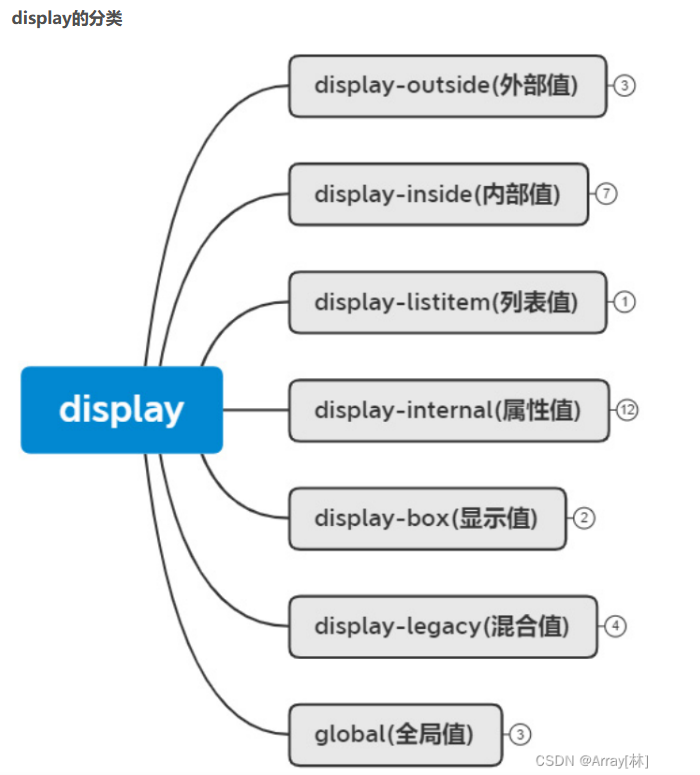 display的分类
display-outside(外部值)
3
display-inside(内部值)
7
display-listitem(列表值)
1
display
display-internal(属性值)
12
display-box(显示值)
2
display-legacy(混合值)
4
global(全局值)
3
CSDN @Array[林]